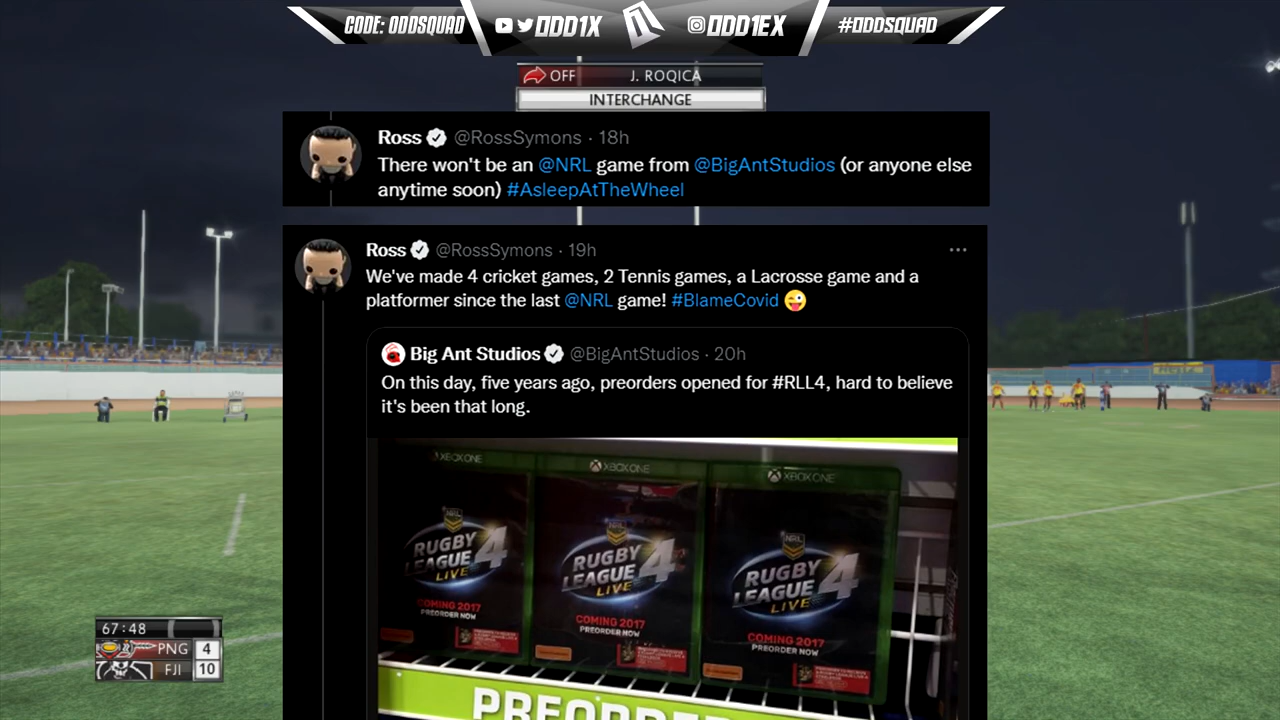 CODE: ODDSQUAD
ODD1X
ODD1EX
#ODDSQUAD
OFF J. ROQICA
INTERCHANGE
Ross @RossSymons · 18h
There won't be an @NRL game from @BigAntStudios (or anyone else
anytime soon) #AsleepAtTheWheel
Ross @RossSymons · 19h
We've made 4 cricket games, 2 Tennis games, a Lacrosse game and a
platformer since the last @NRL game! #BlameCovid 😜
Big Ant Studios @BigAntStudios · 20h
On this day, five years ago, preorders opened for #RLL4, hard to believe
it's been that long.
XBOX ONE
NRL
RUGBY
LEAGUE 4
LIVE
COMING 2017
PREORDER NOW
XBOX ONE
NRL
RUGBY
LEAGUE 4
LIVE
COMING 2017
PREORDER NOW
XBOX ONE
NRL
RUGBY
LEAGUE 4
LIVE
COMING 2017
PREORDER NOW
PREORDER
67:48
PNG 4
FJI 10